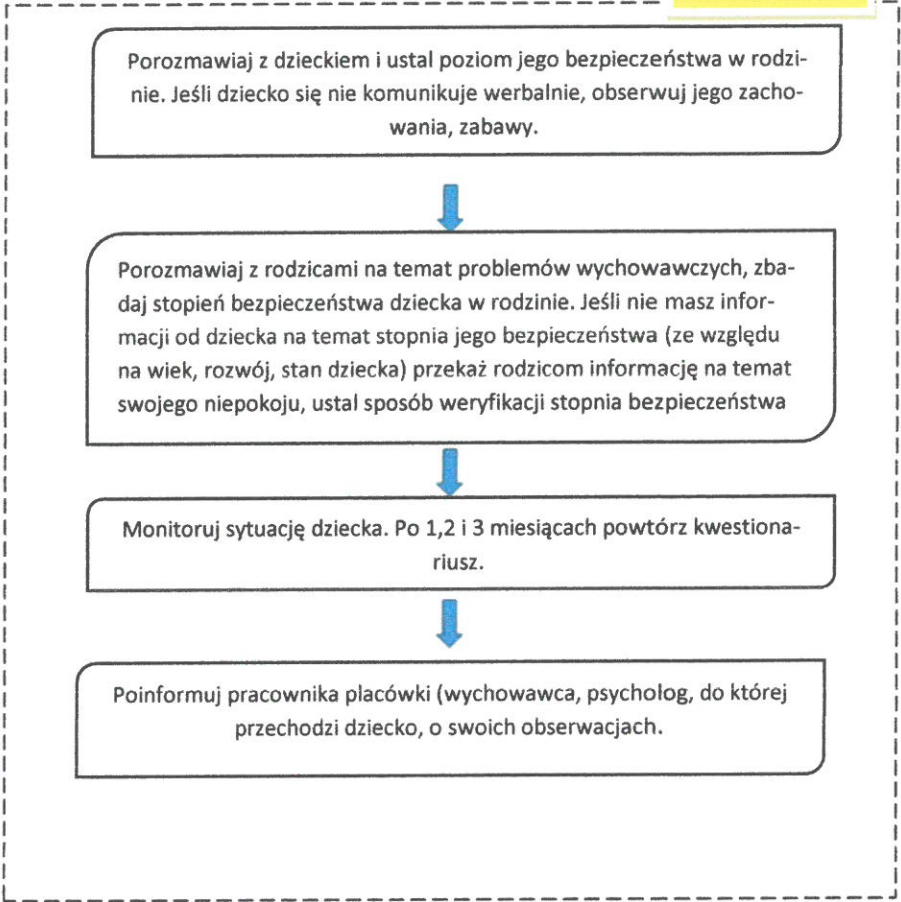 Porozmawiaj z dzieckiem i ustal poziom jego bezpieczeństwa w rodzi-
nie. Jeśli dziecko się nie komunikuje werbalnie, obserwuj jego zacho-
wania, zabawy.
Porozmawiaj z rodzicami na temat problemów wychowawczych, zba-
daj stopień bezpieczeństwa dziecka w rodzinie. Jeśli nie masz infor-
macji od dziecka na temat stopnia jego bezpieczeństwa (ze względu
na wiek, rozwój, stan dziecka) przekaż rodzicom informację na temat
swojego niepokoju, ustal sposób weryfikacji stopnia bezpieczeństwa
Monitoruj sytuację dziecka. Po 1,2 i 3 miesiącach powtórz kwestiona-
riusz.
Poinformuj pracownika placówki (wychowawca, psycholog, do której
przechodzi dziecko, o swoich obserwacjach.